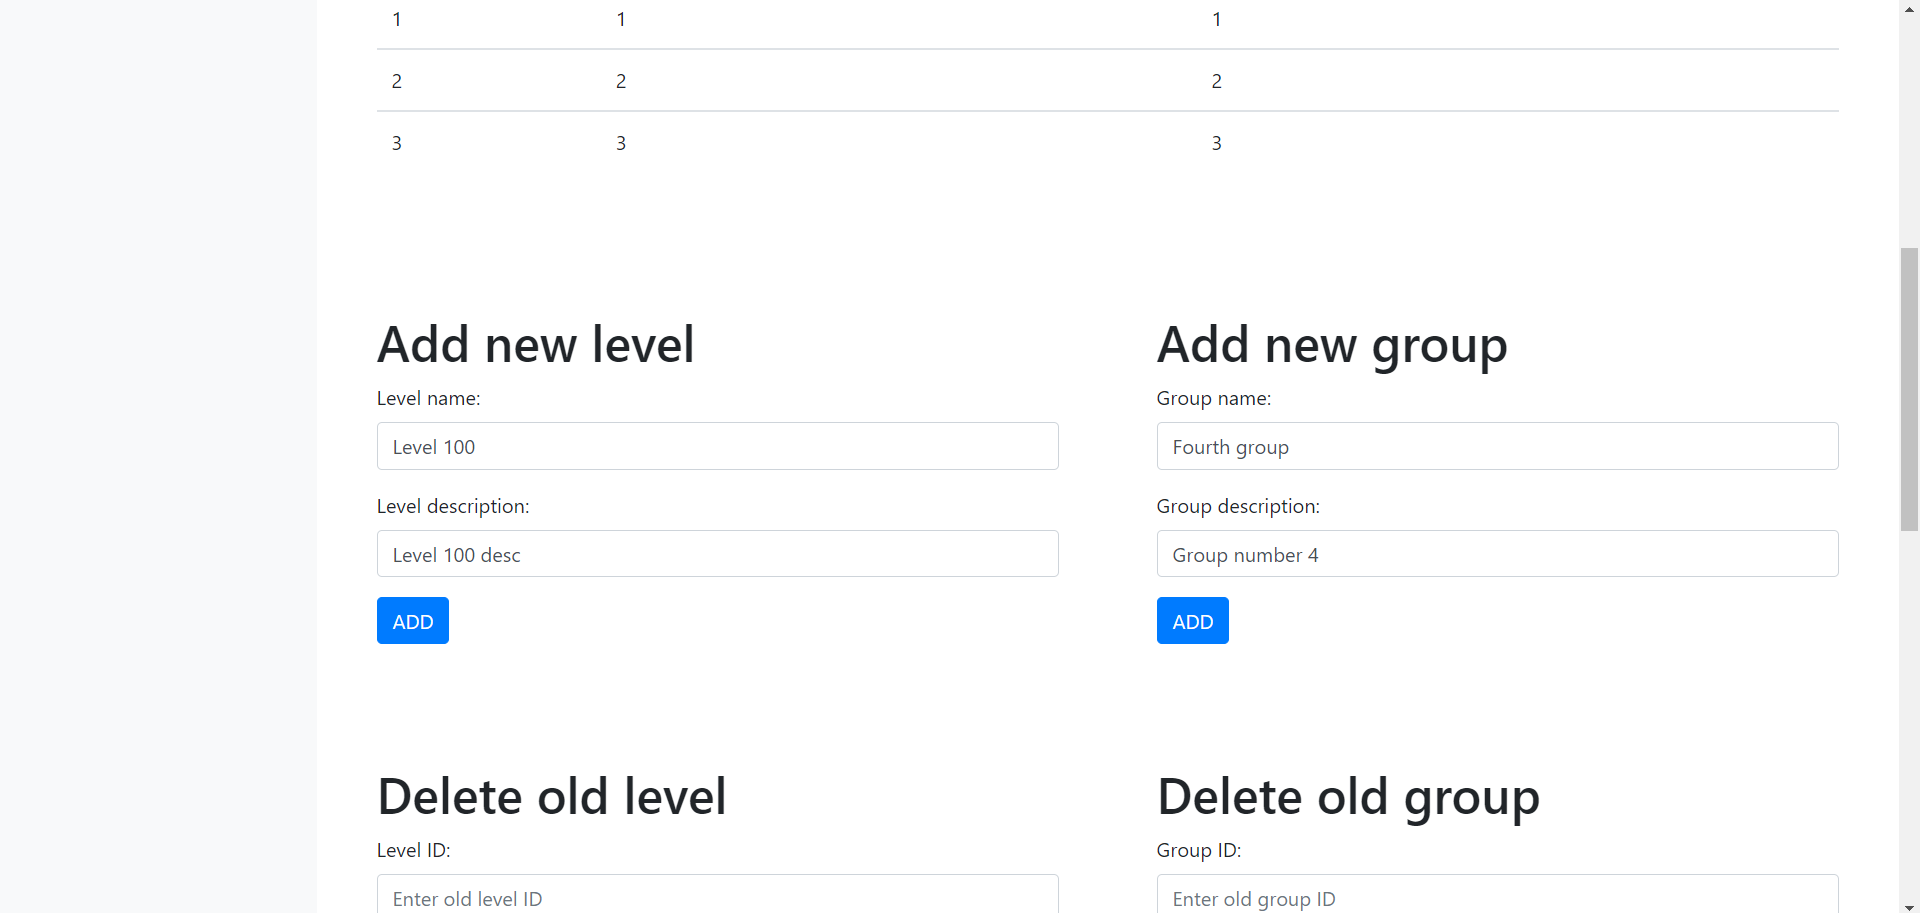 1 1 1
2 2 2
3 3 3
Add new level
Level name:
Level 100
Level description:
Level 100 desc
ADD
Add new group
Group name:
Fourth group
Group description:
Group number 4
ADD
Delete old level
Level ID:
Enter old level ID
Delete old group
Group ID:
Enter old group ID